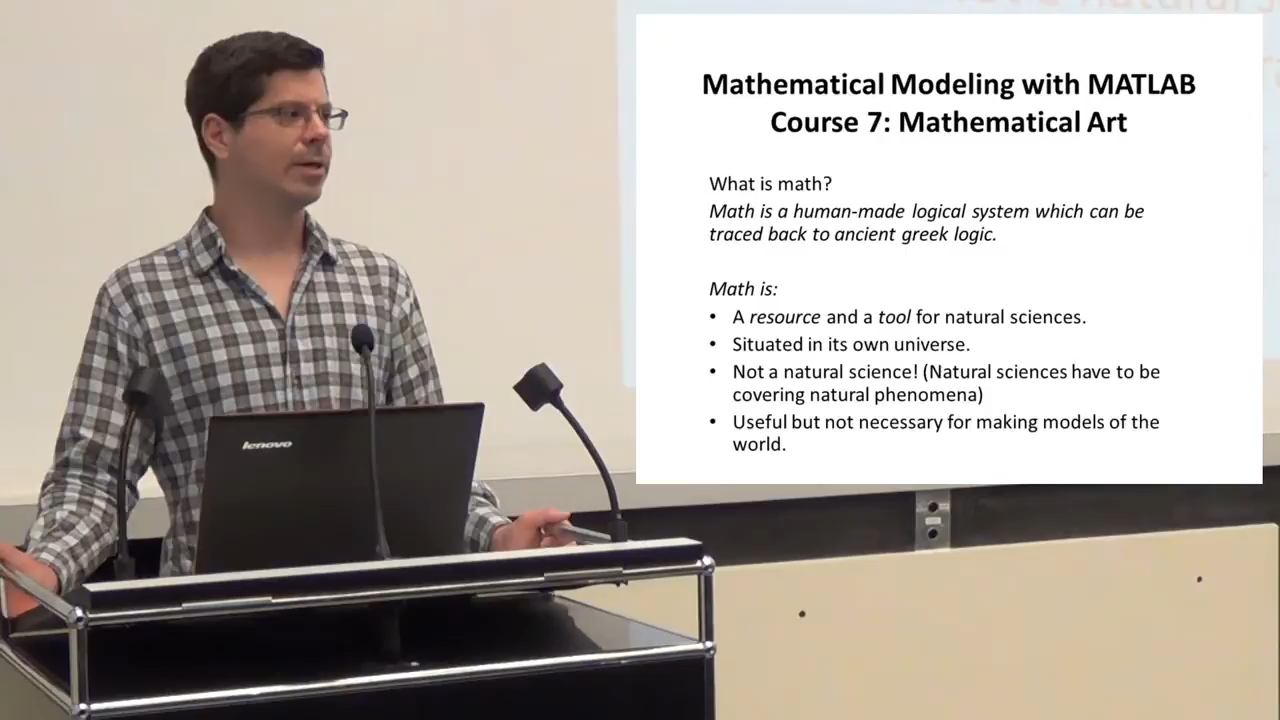 Mathematical Modeling with MATLAB
Course 7: Mathematical Art
What is math?
Math is a human-made logical system which can be
traced back to ancient greek logic.
Math is:
• A resource and a tool for natural sciences.
• Situated in its own universe.
• Not a natural science! (Natural sciences have to be
covering natural phenomena)
• Useful but not necessary for making models of the
world.
lenovo